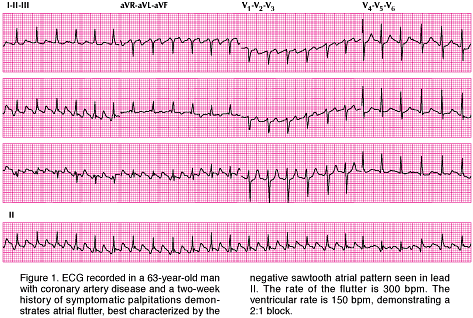 I-II-III aVR-aVL-aVF V1-V2-V3 V4-V5-V6
II
Figure 1. ECG recorded in a 63-year-old man
with coronary artery disease and a two-week
history of symptomatic palpitations demon-
strates atrial flutter, best characterized by the
negative sawtooth atrial pattern seen in lead
II. The rate of the flutter is 300 bpm. The
ventricular rate is 150 bpm, demonstrating a
2:1 block.